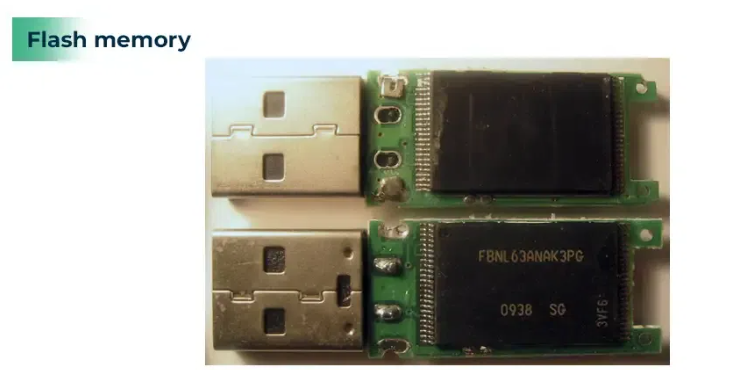 Flash memory
FBNL63ANAK3PG
0938 SG
3VF6